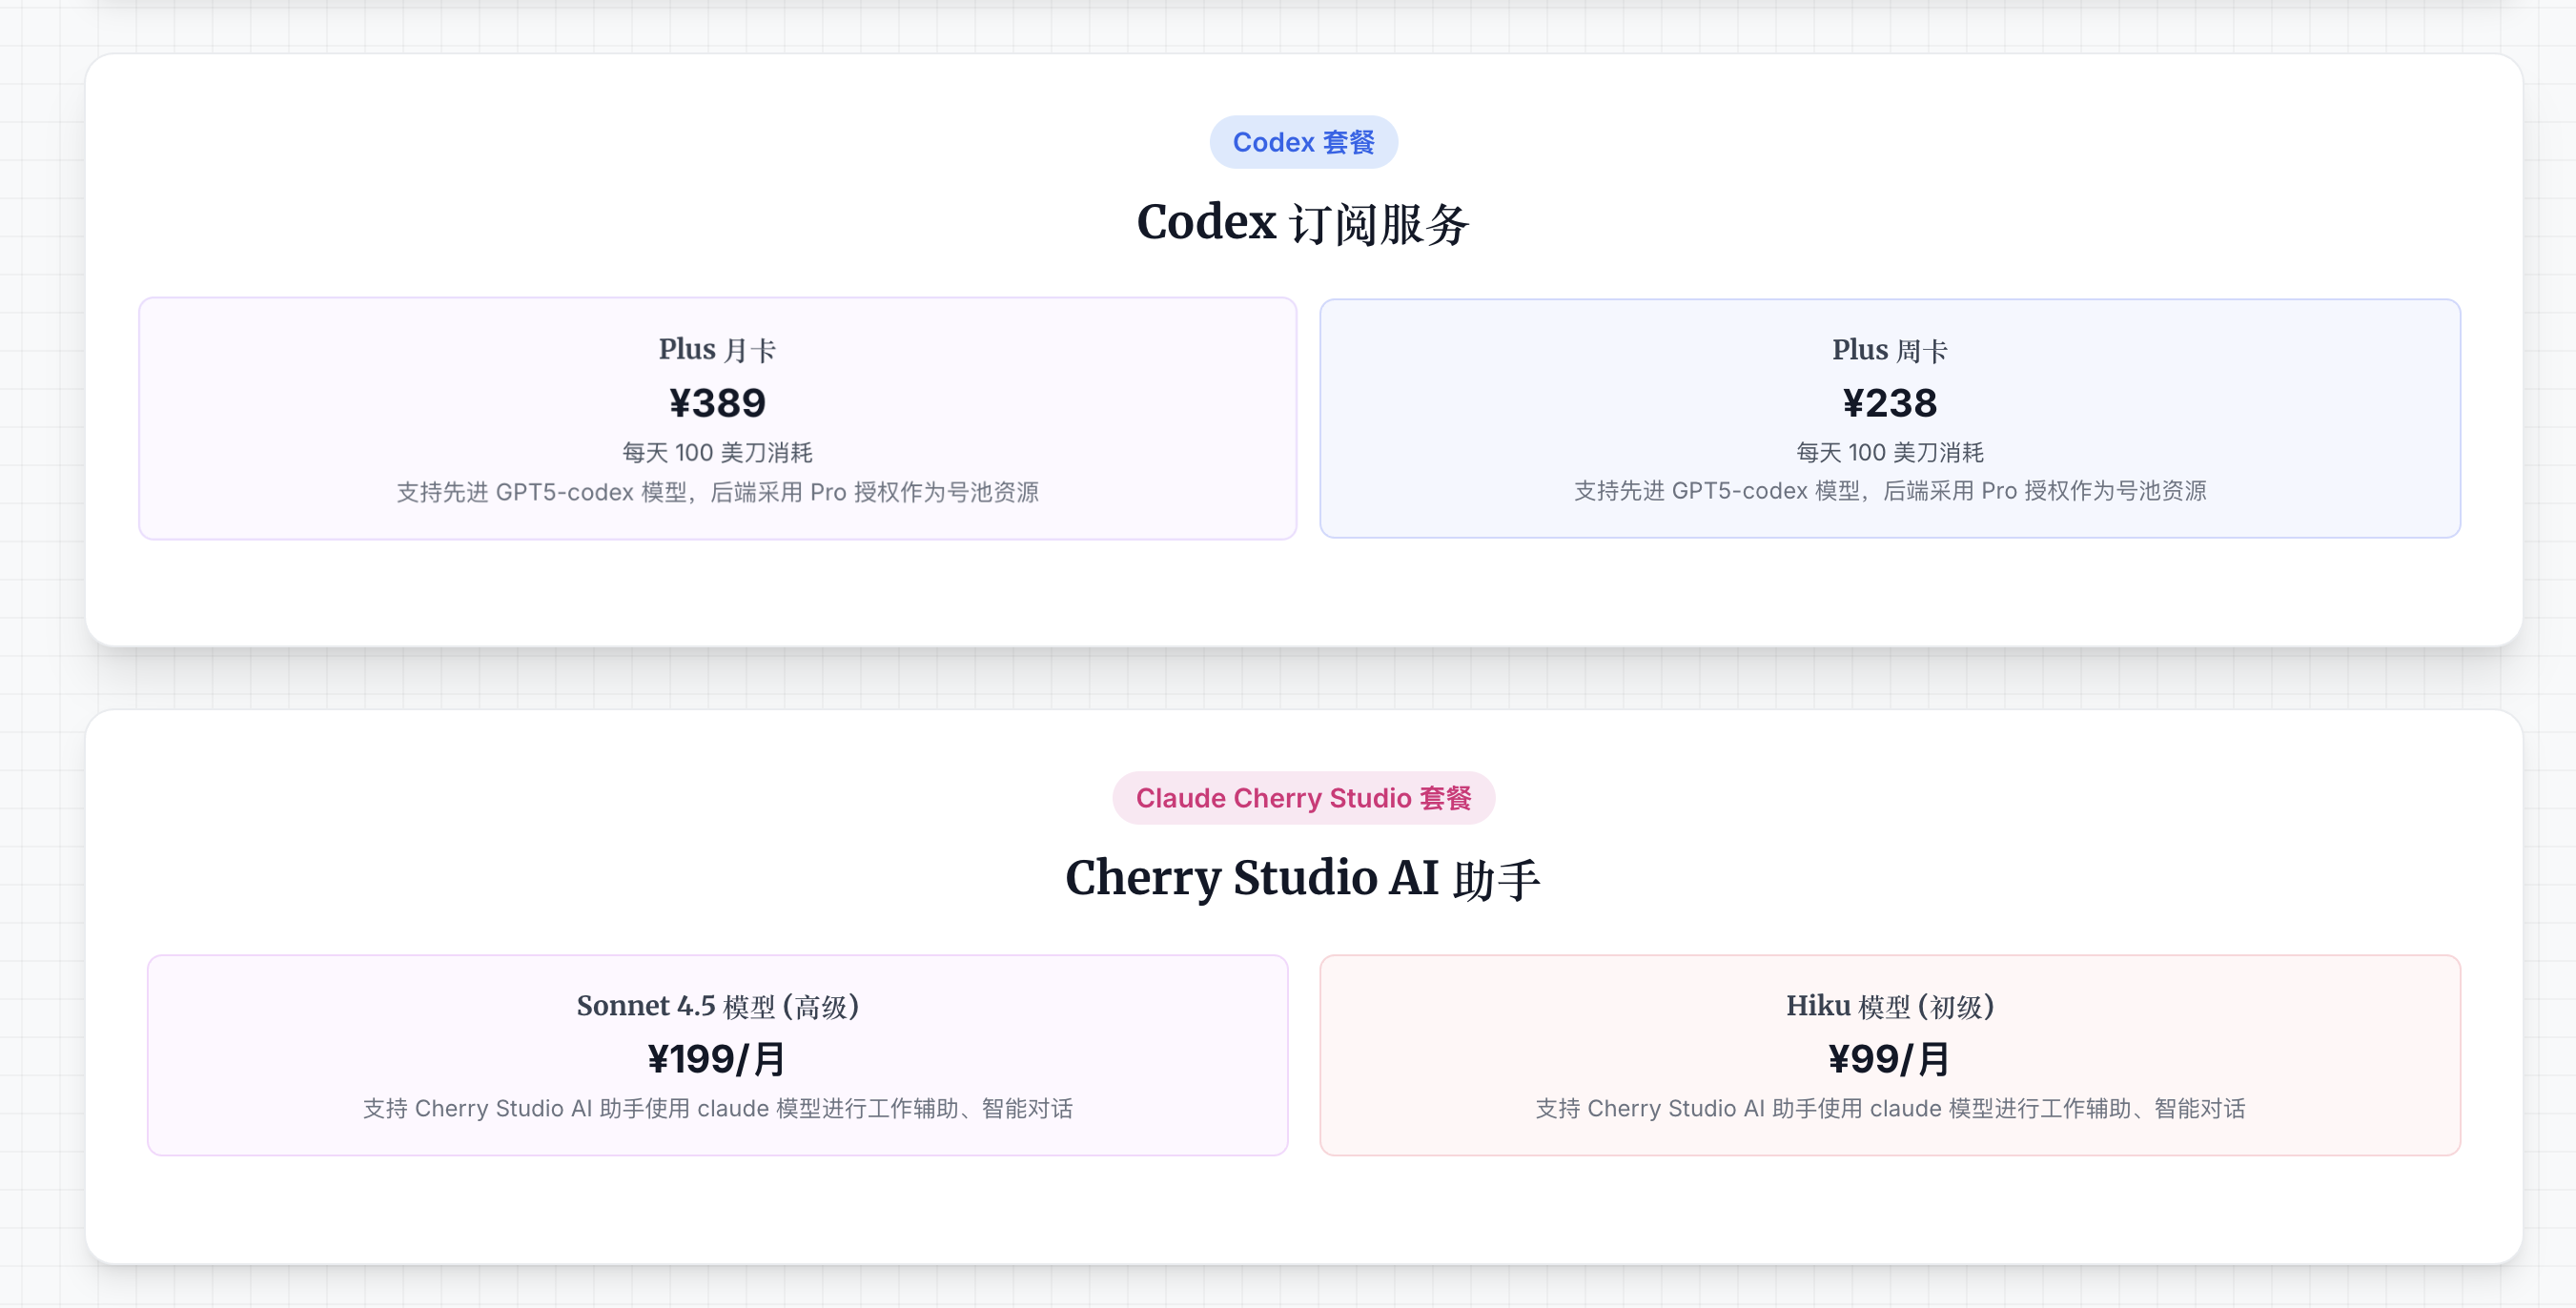 Codex 套餐
Codex 订阅服务
Plus 月卡
¥389
每天 100 美刀消耗
支持先进 GPT5-codex 模型，后端采用 Pro 授权作为号池资源
Plus 周卡
¥238
每天 100 美刀消耗
支持先进 GPT5-codex 模型，后端采用 Pro 授权作为号池资源
Claude Cherry Studio 套餐
Cherry Studio AI 助手
Sonnet 4.5 模型 (高级)
¥199/月
支持 Cherry Studio AI 助手使用 claude 模型进行工作辅助、智能对话
Hiku 模型 (初级)
¥99/月
支持 Cherry Studio AI 助手使用 claude 模型进行工作辅助、智能对话